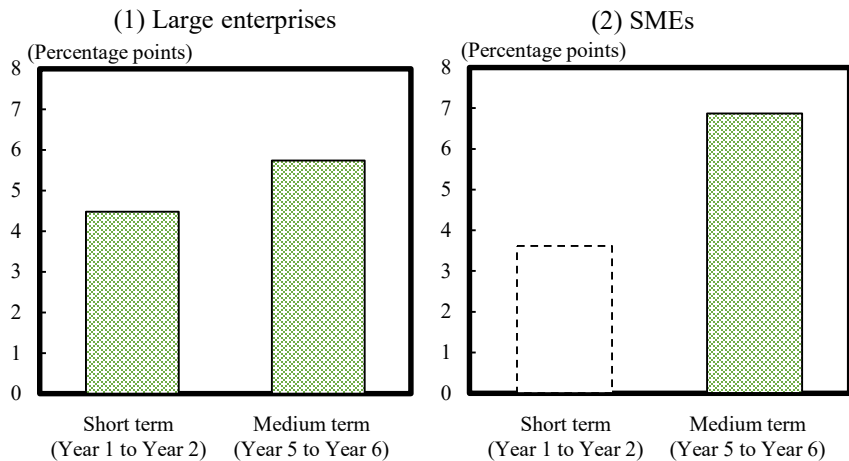 (1) Large enterprises
(Percentage points)
8
7
6
5
4
3
2
1
0
Short term
(Year 1 to Year 2)
Medium term
(Year 5 to Year 6)
(2) SMEs
(Percentage points)
8
7
6
5
4
3
2
1
0
Short term
(Year 1 to Year 2)
Medium term
(Year 5 to Year 6)